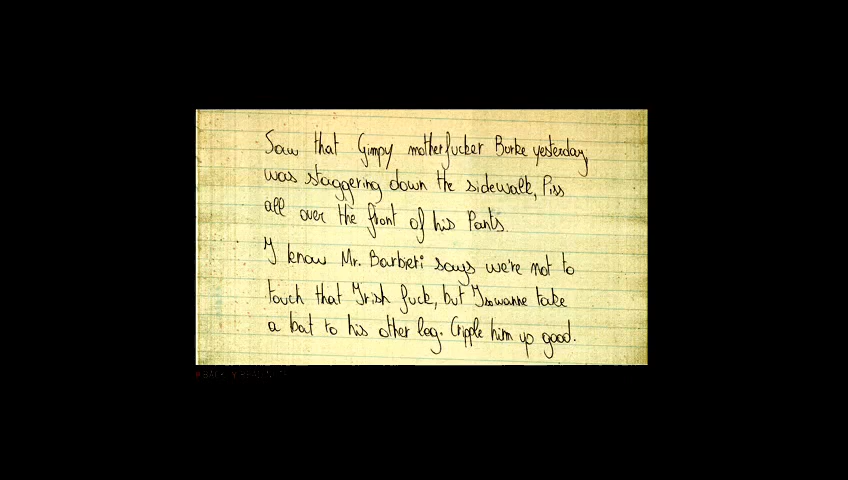 Saw that Gimpy motherfucker Burke yesterday,
was staggering down the sidewalk, Piss
all over the front of his Pants.
I know Mr. Barbieri says we're not to
touch that Irish fuck, but I so wanna take
a bat to his other leg. Cripple him up good.